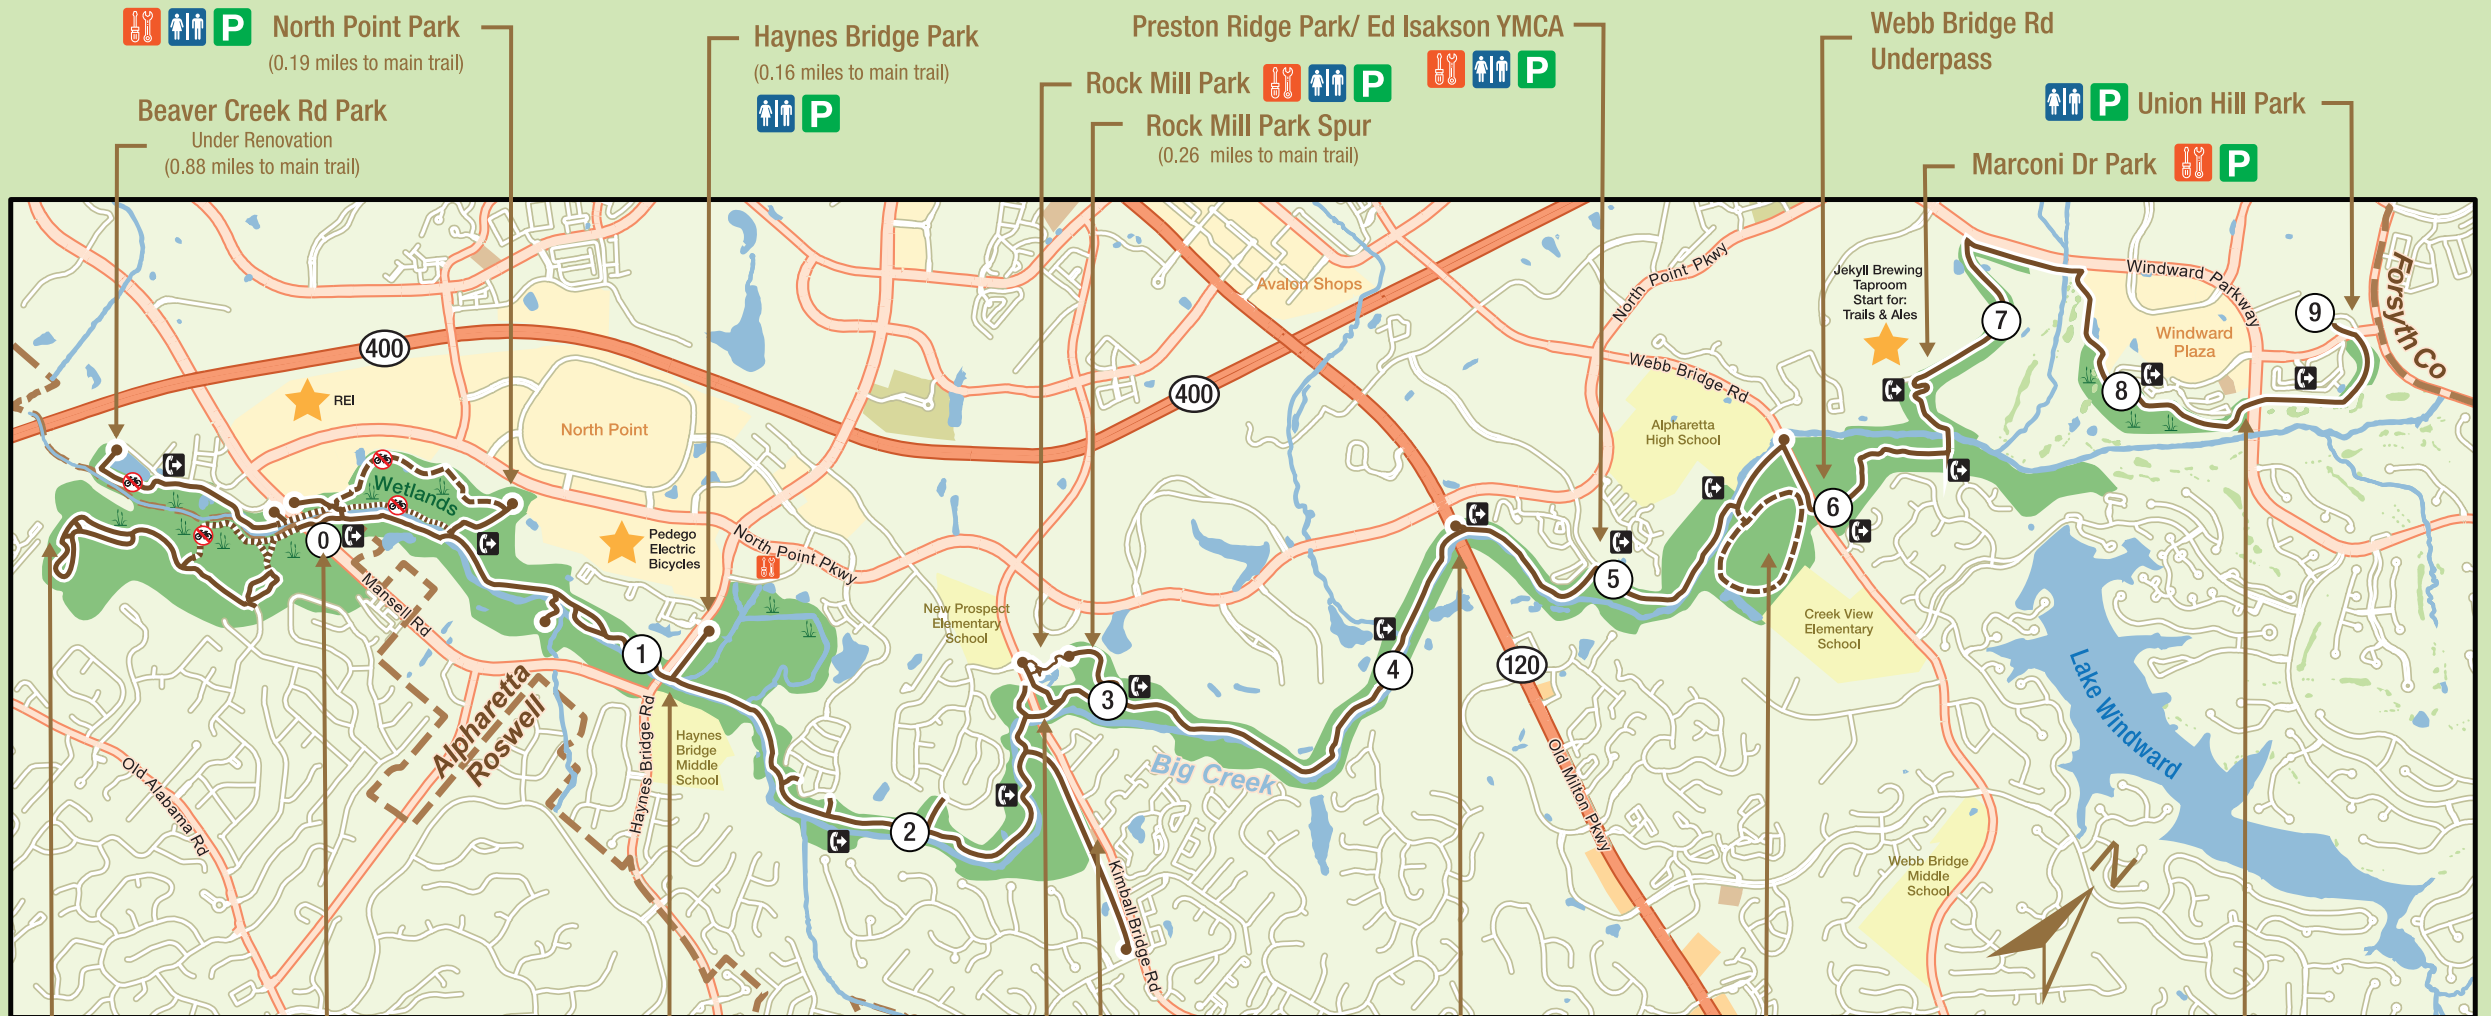 P
North Point Park
(0.19 miles to main trail)
Beaver Creek Rd Park
Under Renovation
(0.88 miles to main trail)
Haynes Bridge Park
(0.16 miles to main trail)
P
Preston Ridge Park/ Ed Isakson YMCA
P
Rock Mill Park
P
Rock Mill Park Spur
(0.26 miles to main trail)
Webb Bridge Rd
Underpass
P
Union Hill Park
Marconi Dr Park
P
400
REI
North Point
Wetlands
0
Mansell Rd
Pedego
Electric
Bicycles
North Point Pkwy
1
Alpharetta
Roswell
Old Alabama Rd
Haynes Bridge Rd
Haynes
Bridge
Middle
School
2
New Prospect
Elementary
School
3
Big Creek
Kimball Bridge Rd
Avalon Shops
400
4
120
Old Milton Pkwy
North Point Pkwy
Webb Bridge Rd
Alpharetta
High School
5
6
Creek View
Elementary
School
Webb Bridge
Middle
School
Jekyll Brewing
Taproom
Start for:
Trails & Ales
7
Windward Parkway
Windward
Plaza
8
9
Forsyth Co
Lake Windward
N